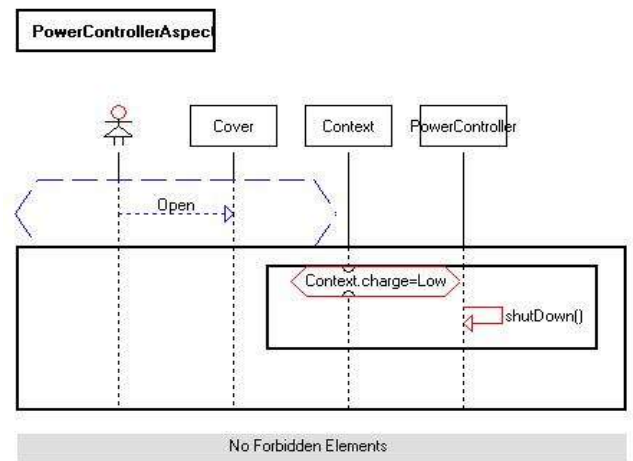 PowerControllerAspect
Cover
Context
PowerController
Open
Context.charge=Low
shutDown()
No Forbidden Elements